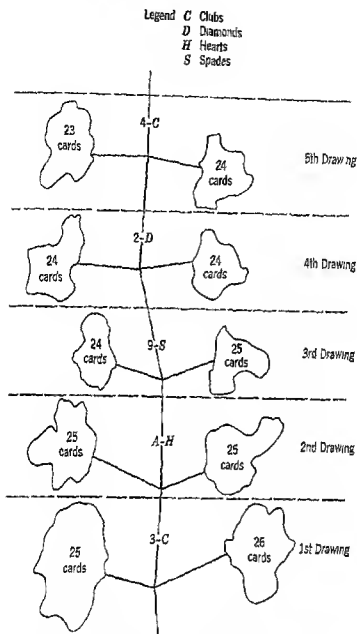 Legend C Clubs
D Diamonds
H Hearts
S Spades
4-C
23
cards
24
cards
5th Drawing
2-D
24
cards
24
cards
4th Drawing
9-S
24
cards
25
cards
3rd Drawing
A-H
25
cards
25
cards
2nd Drawing
3-C
25
cards
26
cards
1st Drawing